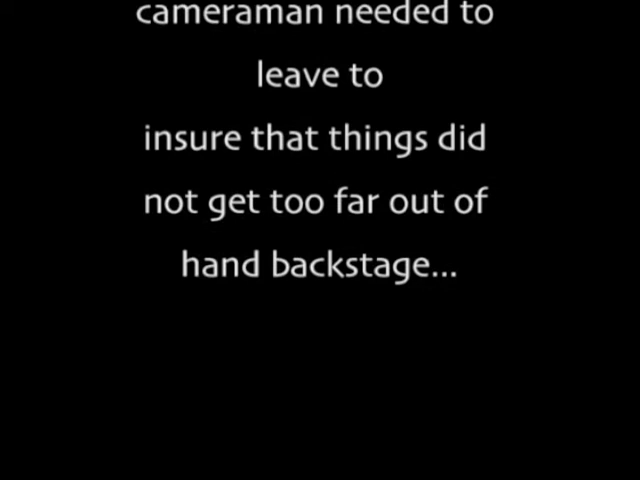 cameraman needed to
leave to
insure that things did
not get too far out of
hand backstage...